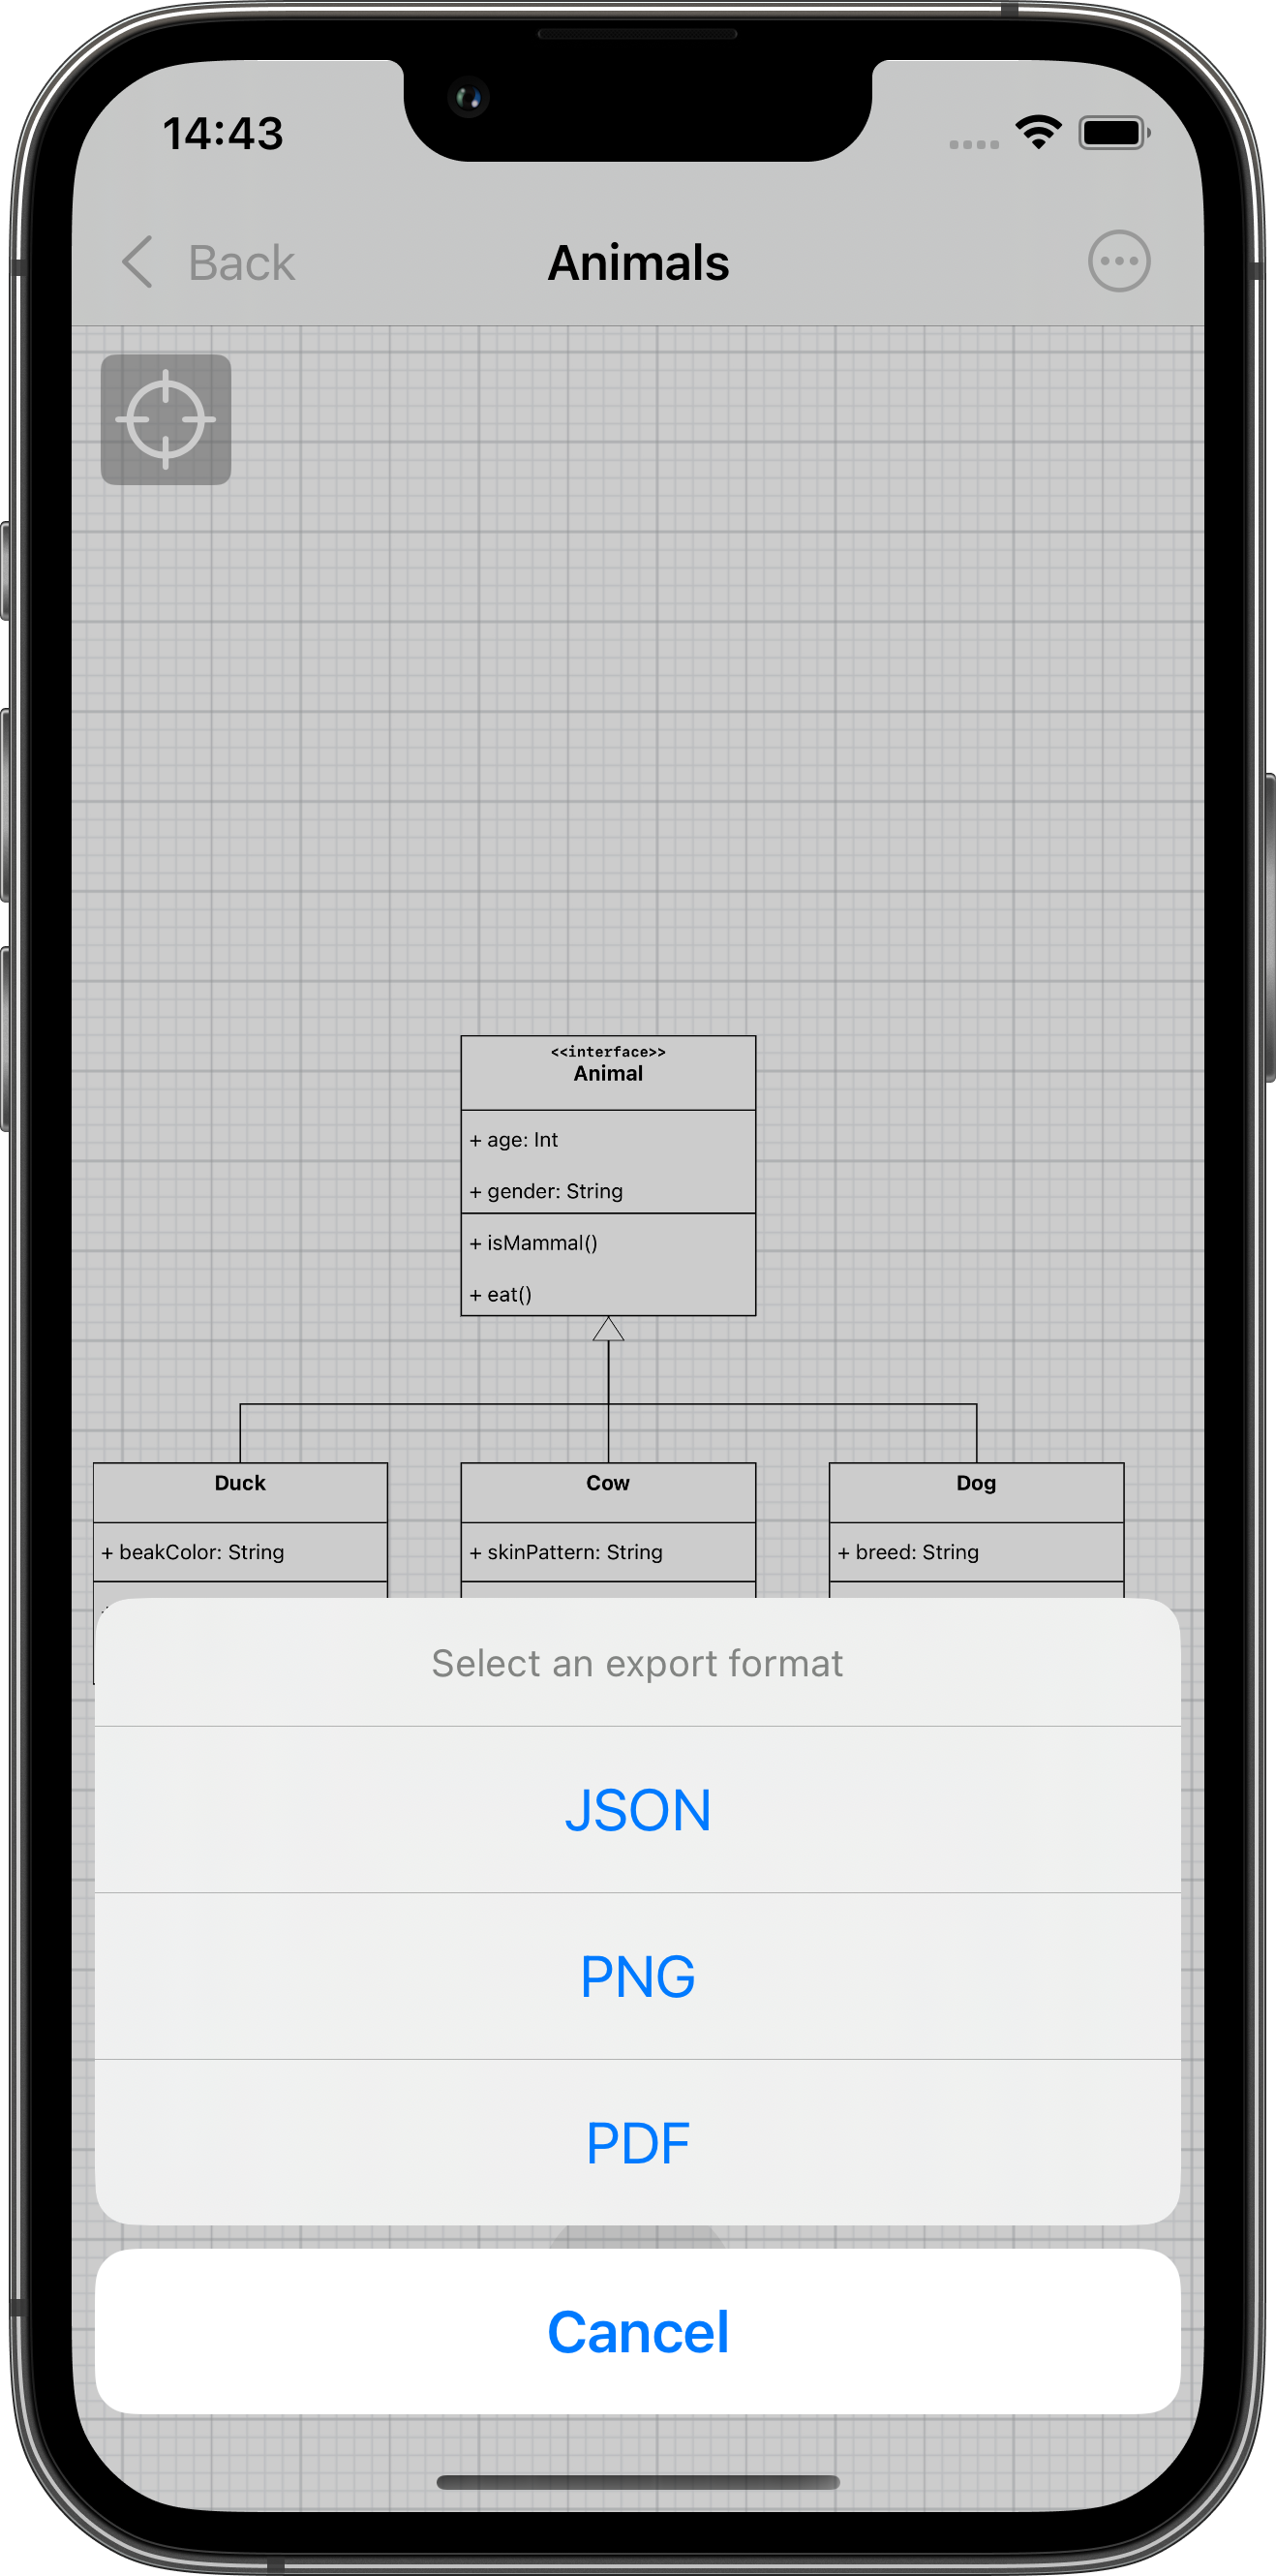 14:43
Back
Animals
<<interface>>
Animal
+ age: Int
+ gender: String
+ isMammal()
+ eat()
Duck
Cow
Dog
+ beakColor: String
+ skinPattern: String
+ breed: String
Select an export format
JSON
PNG
PDF
Cancel